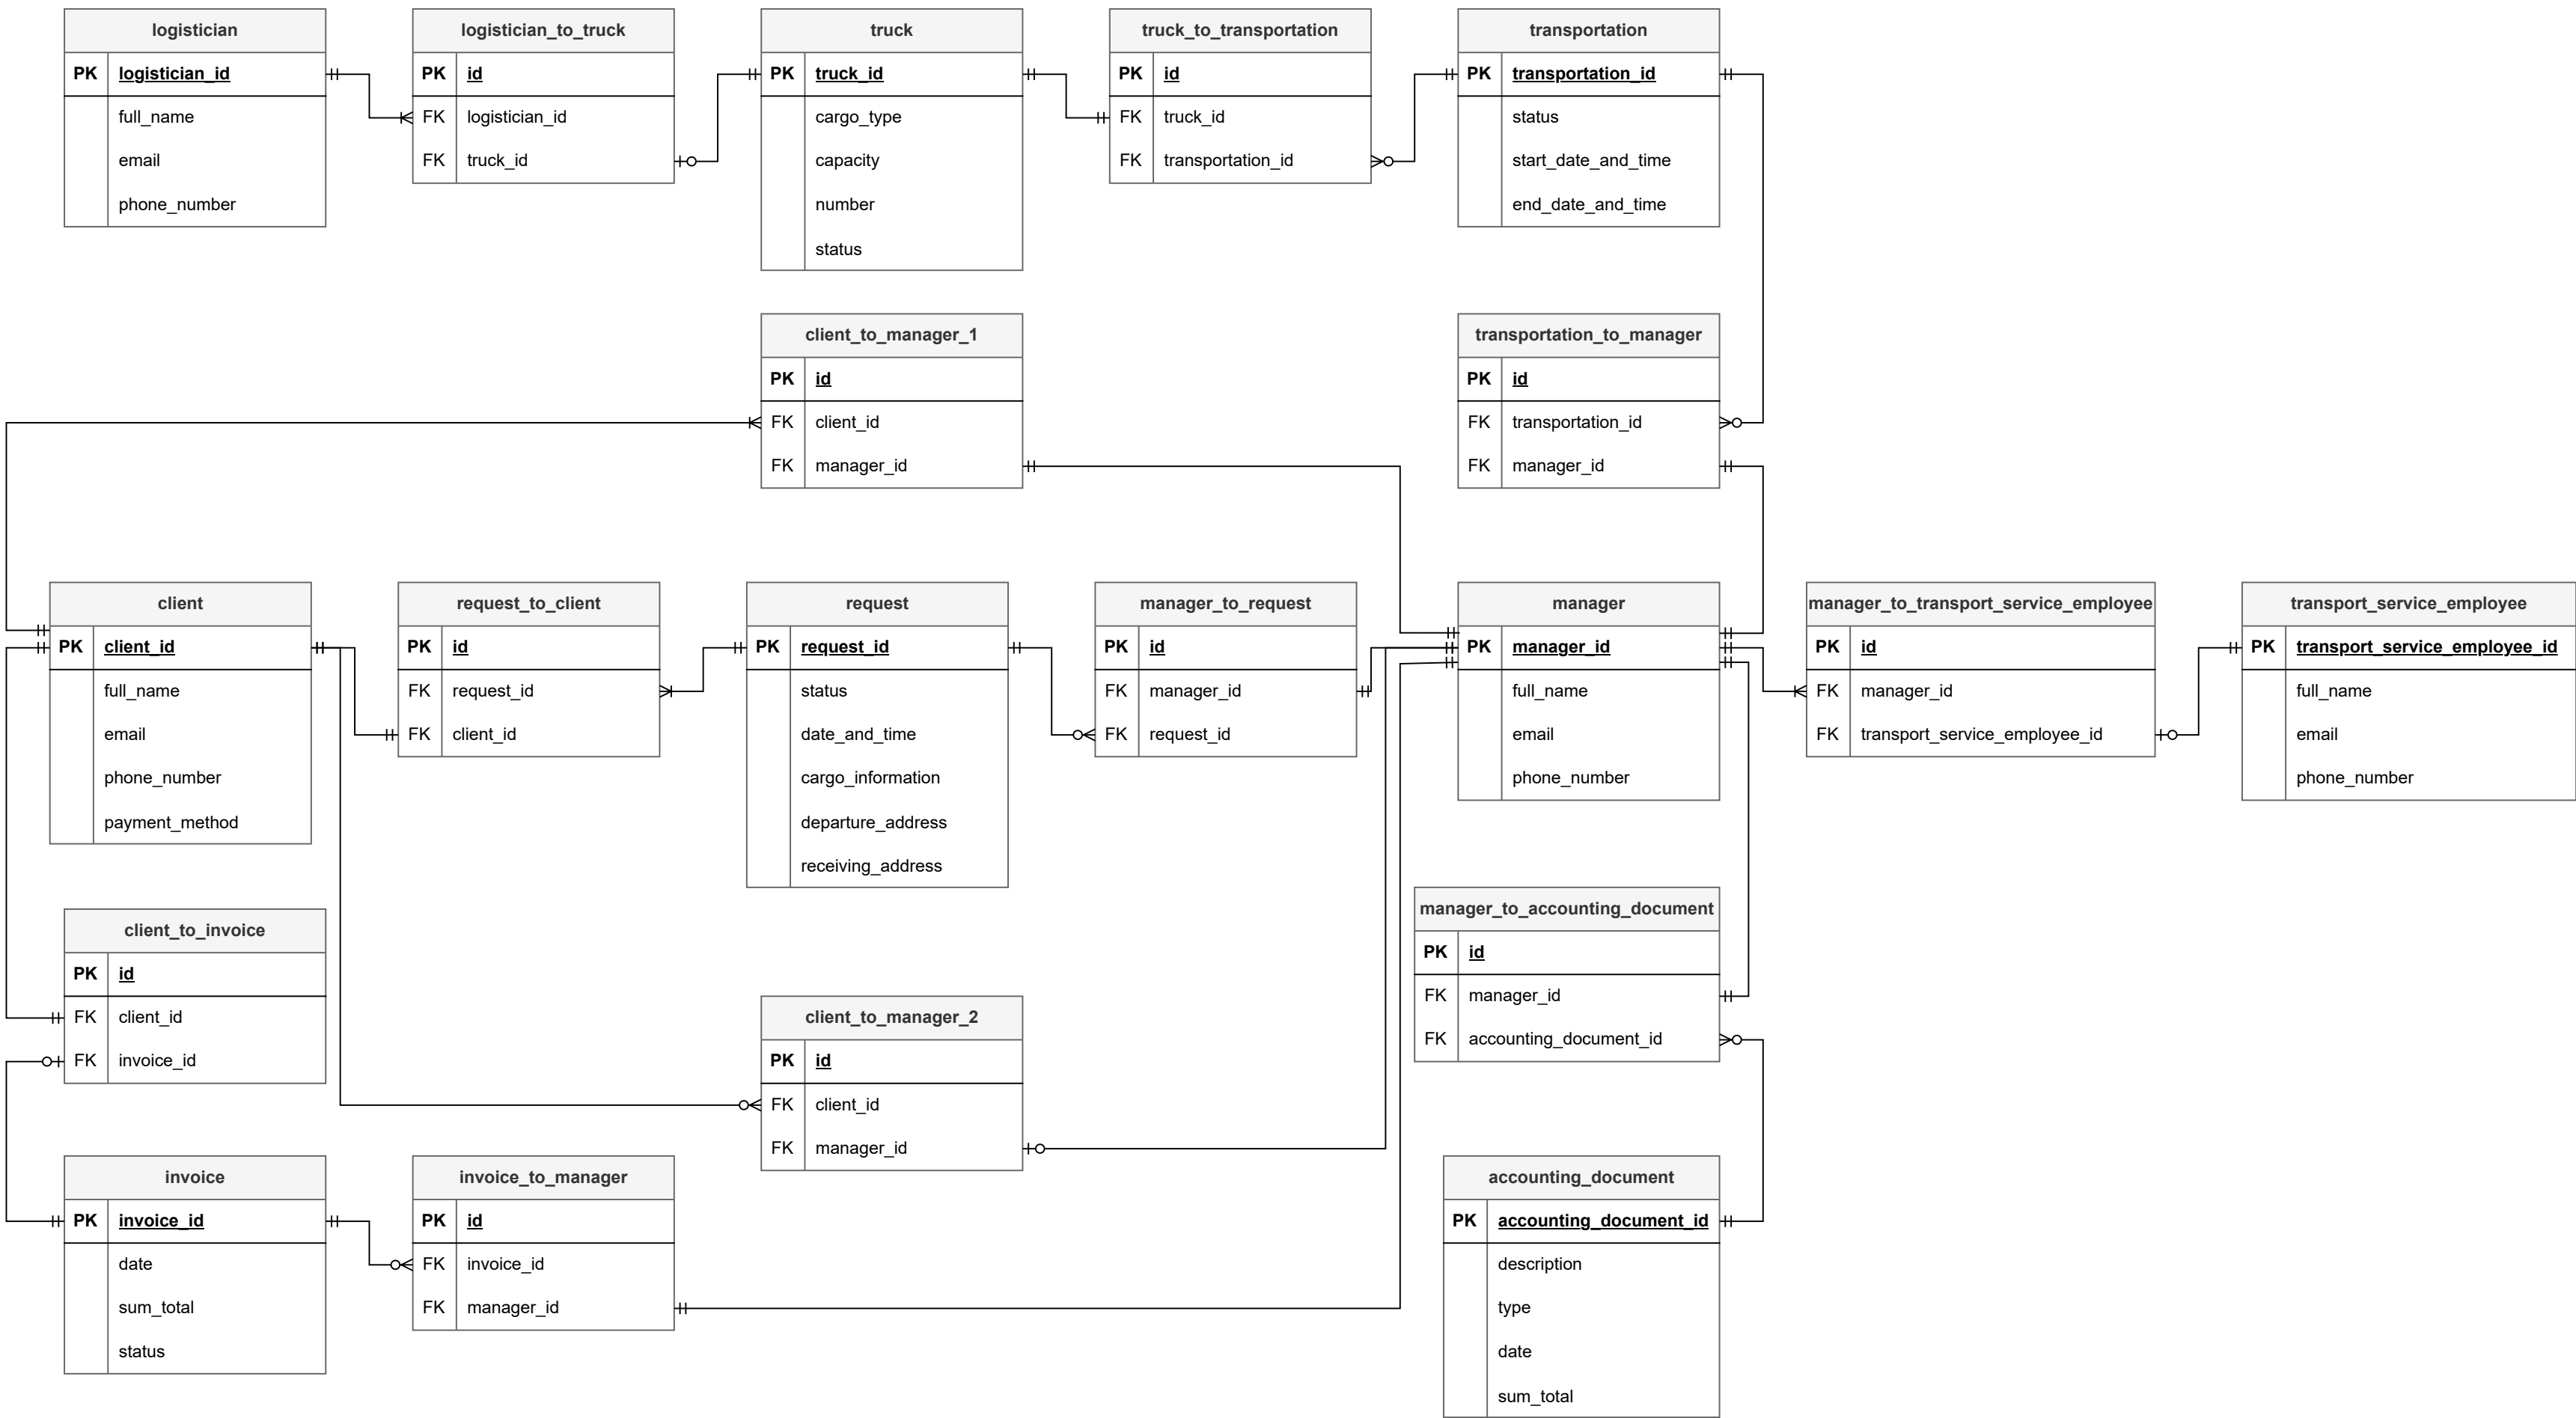 logistician
PK logistician_id
full_name
email
phone_number
logistician_to_truck
PK id
FK logistician_id
FK truck_id
truck
PK truck_id
cargo_type
capacity
number
status
truck_to_transportation
PK id
FK truck_id
FK transportation_id
transportation
PK transportation_id
status
start_date_and_time
end_date_and_time
client_to_manager_1
PK id
FK client_id
FK manager_id
transportation_to_manager
PK id
FK transportation_id
FK manager_id
client
PK client_id
full_name
email
phone_number
payment_method
request_to_client
PK id
FK request_id
FK client_id
request
PK request_id
status
date_and_time
cargo_information
departure_address
receiving_address
manager_to_request
PK id
FK manager_id
FK request_id
manager
PK manager_id
full_name
email
phone_number
manager_to_transport_service_employee
PK id
FK manager_id
FK transport_service_employee_id
transport_service_employee
PK transport_service_employee_id
full_name
email
phone_number
client_to_invoice
PK id
FK client_id
FK invoice_id
client_to_manager_2
PK id
FK client_id
FK manager_id
manager_to_accounting_document
PK id
FK manager_id
FK accounting_document_id
invoice
PK invoice_id
date
sum_total
status
invoice_to_manager
PK id
FK invoice_id
FK manager_id
accounting_document
PK accounting_document_id
description
type
date
sum_total